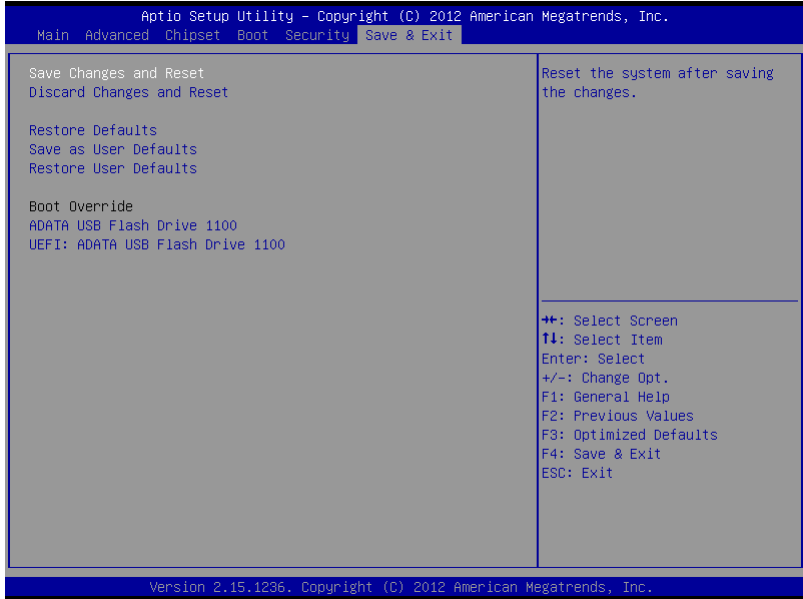 Aptio Setup Utility – Copyright (C) 2012 American Megatrends, Inc.
Main Advanced Chipset Boot Security Save & Exit
Save Changes and Reset
Discard Changes and Reset
Restore Defaults
Save as User Defaults
Restore User Defaults
Boot Override
ADATA USB Flash Drive 1100
UEFI: ADATA USB Flash Drive 1100
Reset the system after saving
the changes.
→←: Select Screen
↑↓: Select Item
Enter: Select
+/-: Change Opt.
F1: General Help
F2: Previous Values
F3: Optimized Defaults
F4: Save & Exit
ESC: Exit
Version 2.15.1236. Copyright (C) 2012 American Megatrends, Inc.